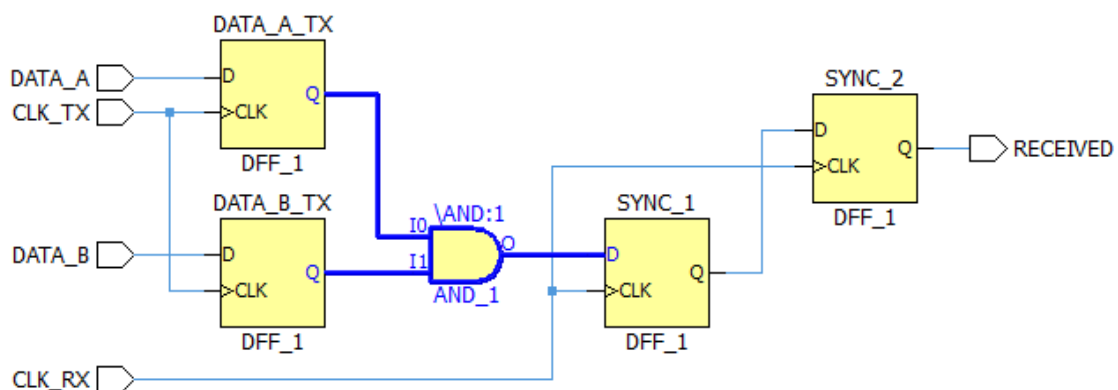 DATA_A_TX
DATA_A
D
CLK_TX
CLK
Q
DFF_1
DATA_B_TX
DATA_B
D
Q
CLK
DFF_1
\AND:1
I0
I1
O
AND_1
SYNC_1
D
Q
CLK
DFF_1
SYNC_2
D
Q
CLK
DFF_1
RECEIVED
CLK_RX